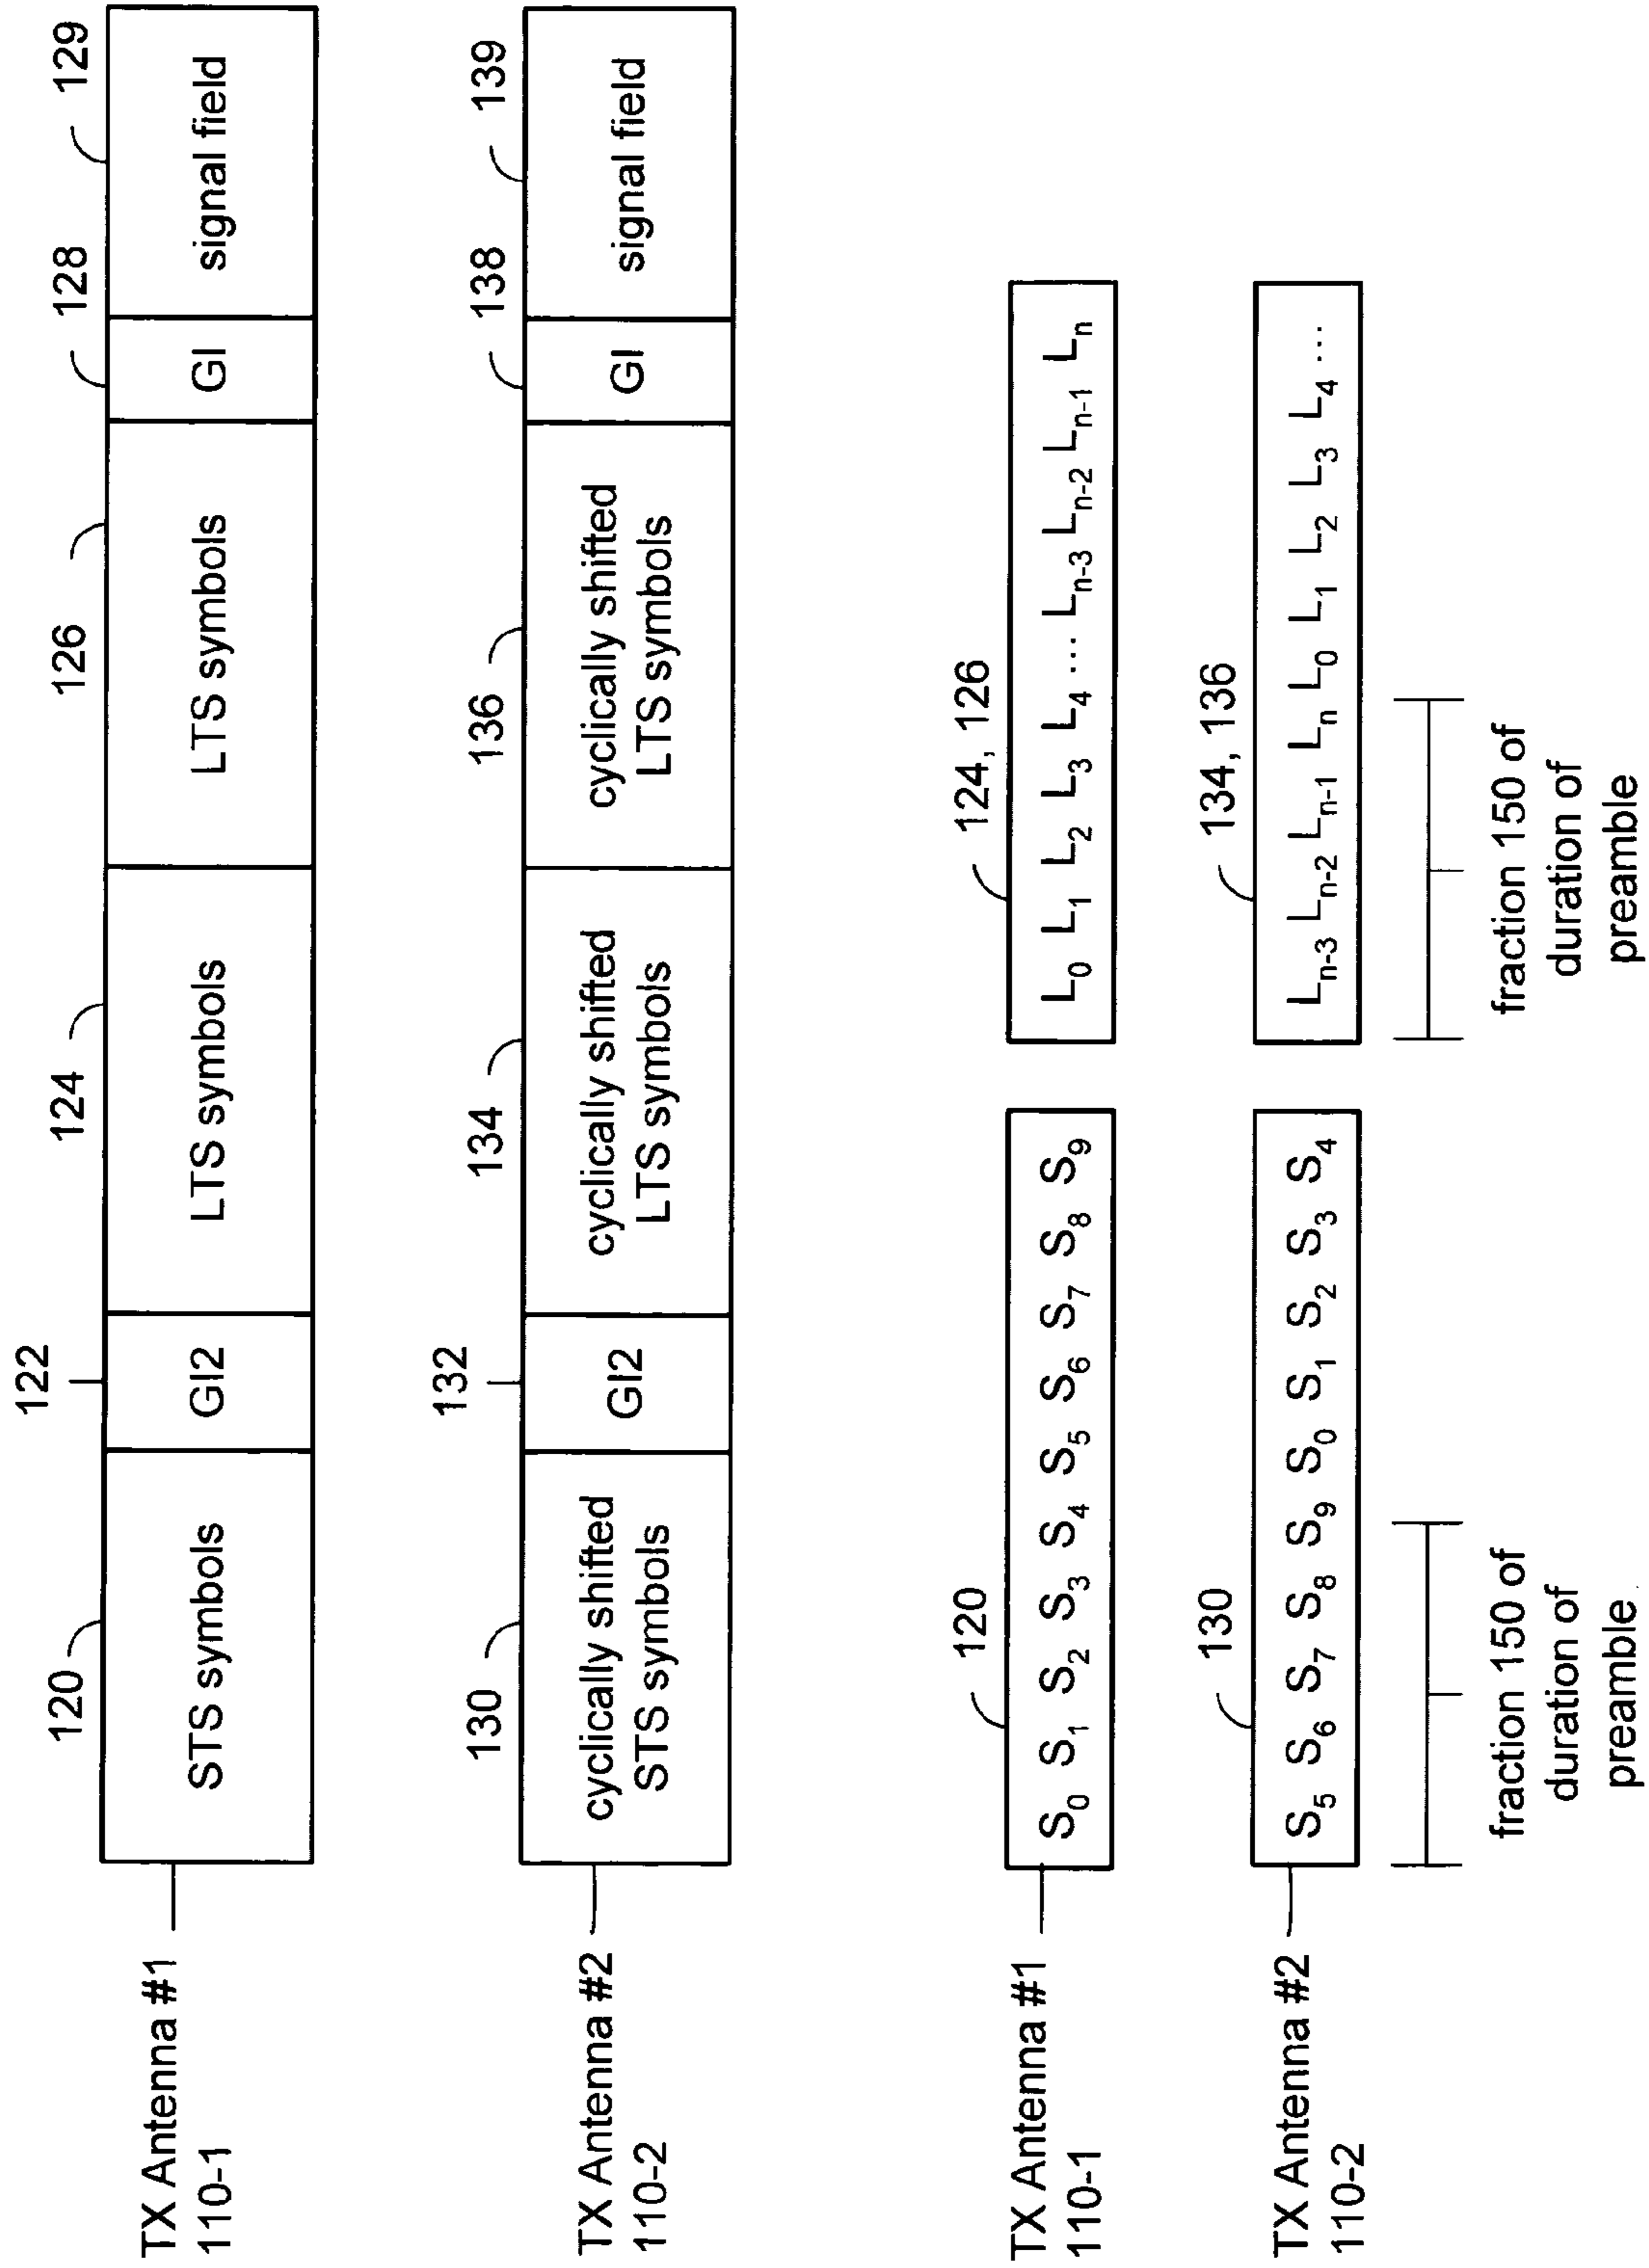 122
120 124 126 128 129
STS symbols GI2 LTS symbols LTS symbols GI signal field
TX Antenna #1
110-1
132
130 134 136 138 139
cyclically shifted STS symbols GI2 cyclically shifted LTS symbols cyclically shifted LTS symbols GI signal field
TX Antenna #2
110-2
120 124, 126
S0 S1 S2 S3 S4 S5 S6 S7 S8 S9 L0 L1 L2 L3 L4 ... Ln-3 Ln-2 Ln-1 Ln
TX Antenna #1
110-1
130 134, 136
S5 S6 S7 S8 S9 S0 S1 S2 S3 S4 Ln-3 Ln-2 Ln-1 Ln L0 L1 L2 L3 L4 ...
TX Antenna #2
110-2
fraction 150 of
duration of
preamble
fraction 150 of
duration of
preamble